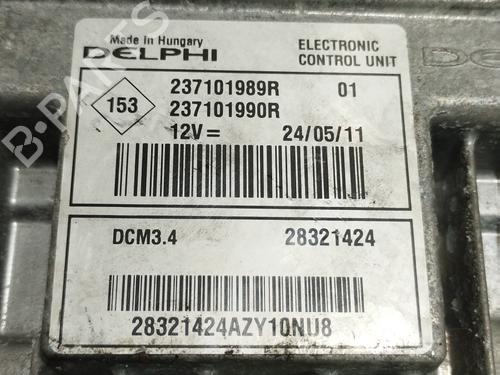 Made in Hungary
DELPHI
ELECTRONIC
CONTROL UNIT
153
237101989R 01
237101990R
12V= 24/05/11
DCM3.4 28321424
28321424AZY10NU8
B-PARTS
DELPHI